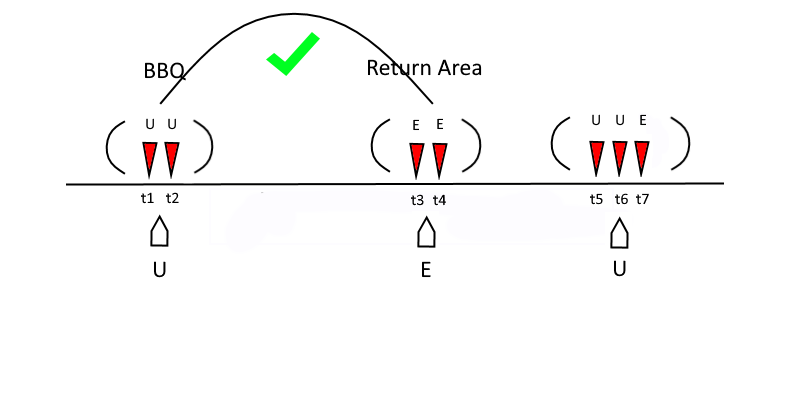 BBQ
Return Area
U U
E E
U U E
t1 t2
t3 t4
t5 t6 t7
U
E
U